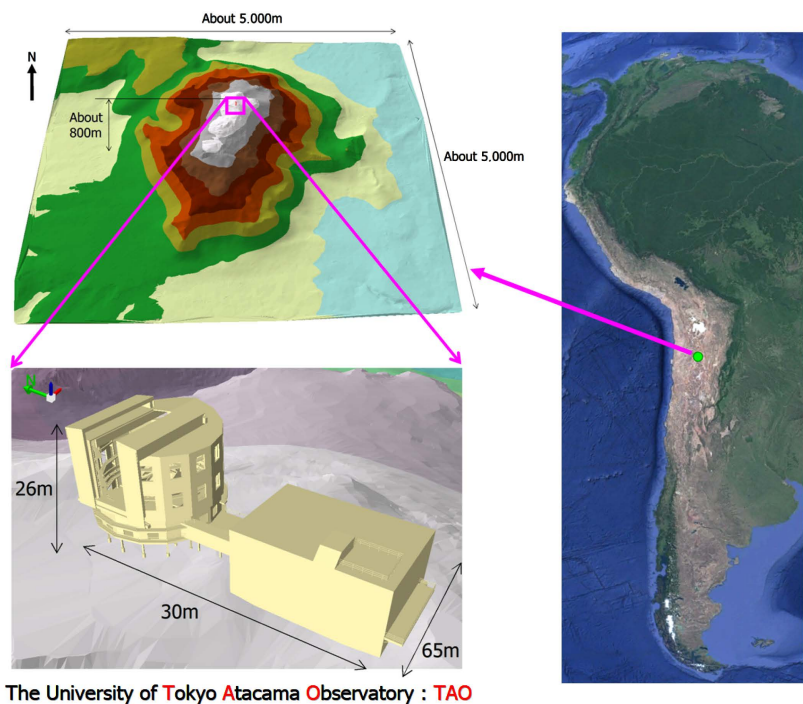 About 5.000m
N
About
800m
About 5,000m
26m
30m
65m
The University of Tokyo Atacama Observatory : TAO